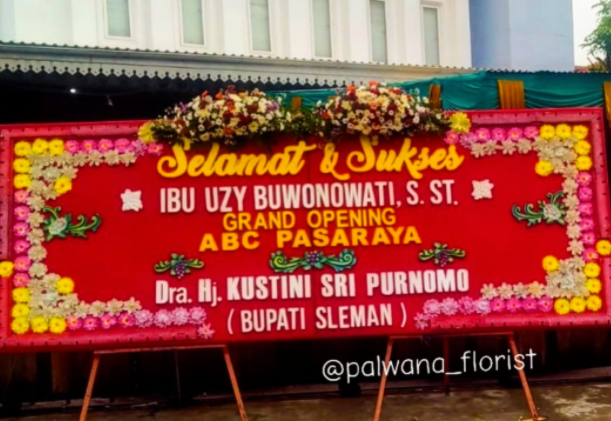 Selamat & Sukses
IBU UZY BUWONOWATI, S. ST.
GRAND OPENING
ABC PASARAYA
Dra. Hj. KUSTINI SRI PURNOMO
( BUPATI SLEMAN )
@palwana_florist